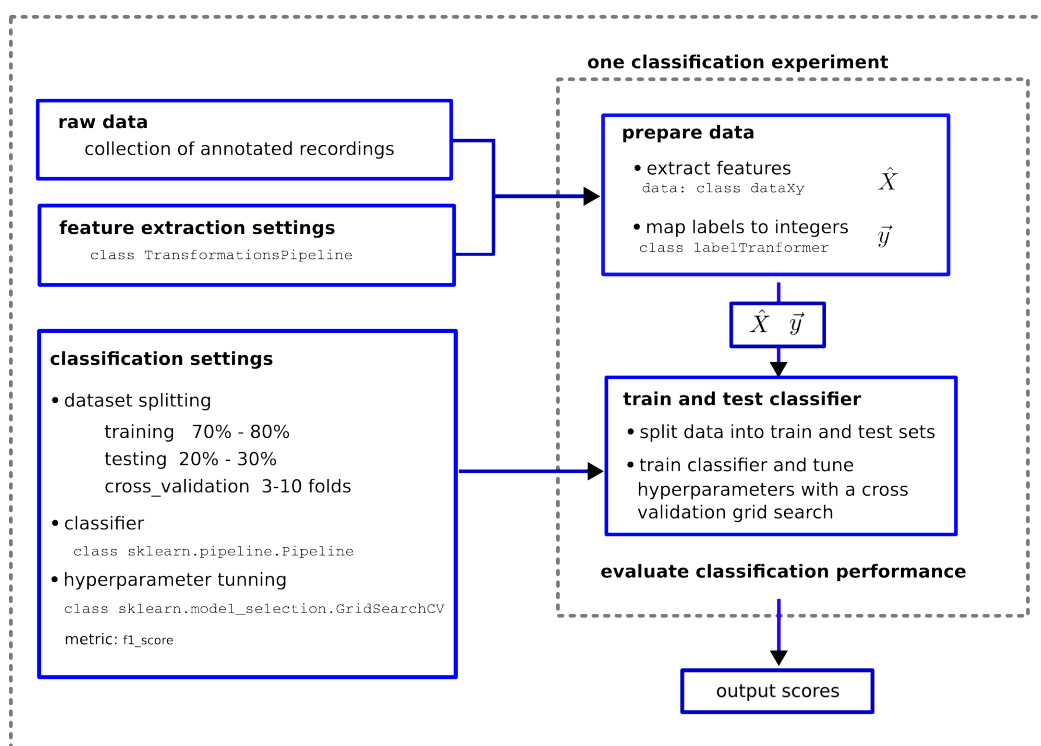 one classification experiment
raw data
collection of annotated recordings
feature extraction settings
class TransformationsPipeline
prepare data
• extract features
data: class dataXy
X̂
• map labels to integers
class labelTranformer
y⃗
X̂ y⃗
classification settings
• dataset splitting
training 70% - 80%
testing 20% - 30%
cross_validation 3-10 folds
• classifier
class sklearn.pipeline.Pipeline
• hyperparameter tunning
class sklearn.model_selection.GridSearchCV
metric: f1_score
train and test classifier
• split data into train and test sets
• train classifier and tune
hyperparameters with a cross
validation grid search
evaluate classification performance
output scores